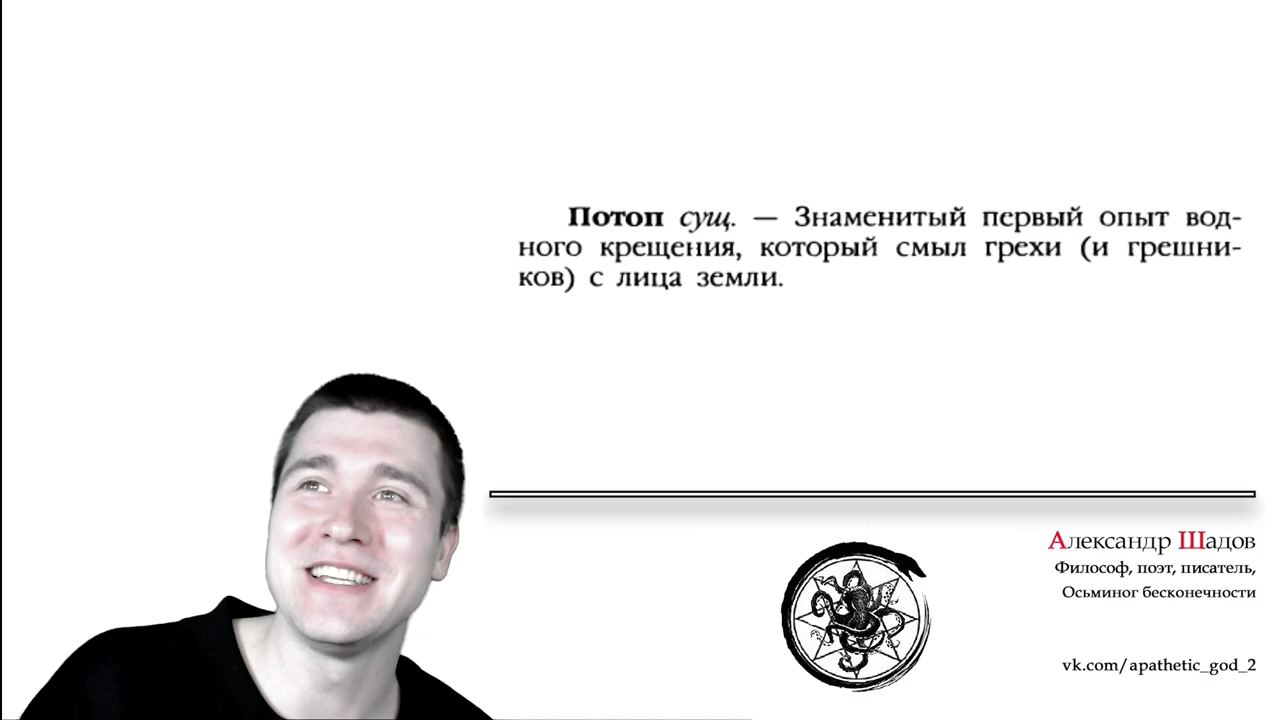 Потоп сущ. — Знаменитый первый опыт вод-
ного крещения, который смыл грехи (и грешни-
ков) с лица земли.
Александр Шадов
Философ, поэт, писатель,
Осьминог бесконечности
vk.com/apathetic_god_2